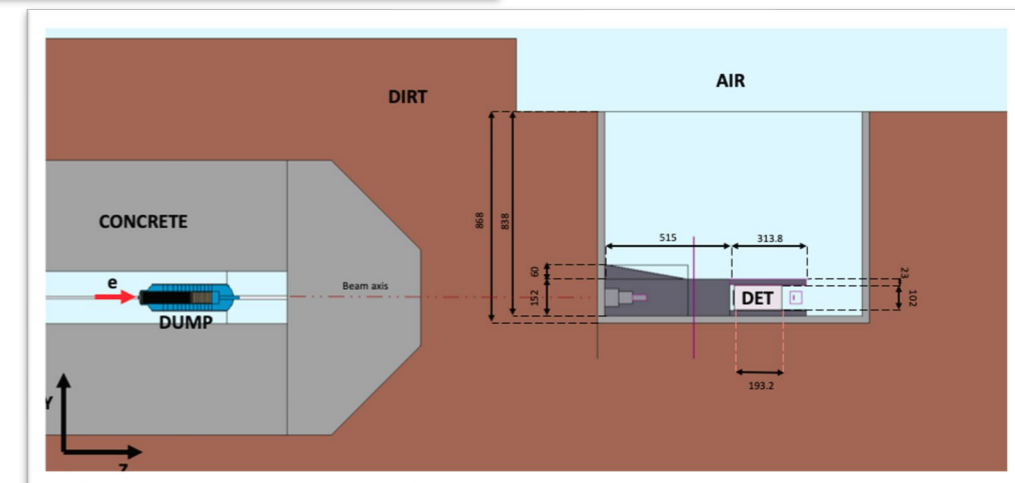 AIR
DIRT
CONCRETE
e
DUMP
Beam axis
868
838
515
313.8
60
152
23
DET
102
193.2
Y
Z